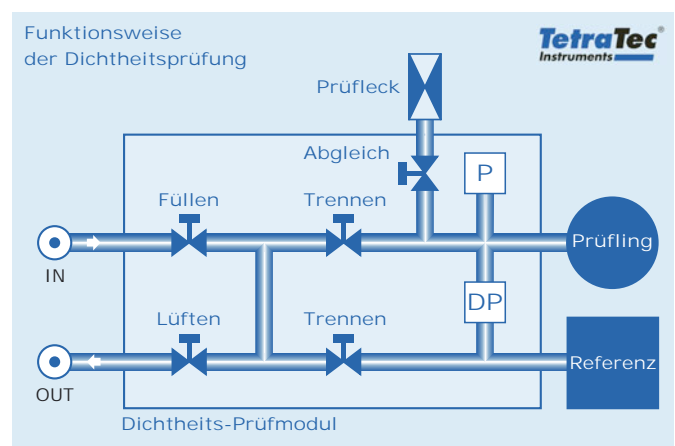 Funktionsweise
der Dichtheitsprüfung
TetraTec®
Instruments
Prüfleck
Abgleich
P
Füllen
Trennen
Prüfling
IN
DP
Lüften
Trennen
Referenz
OUT
Dichtheits-Prüfmodul